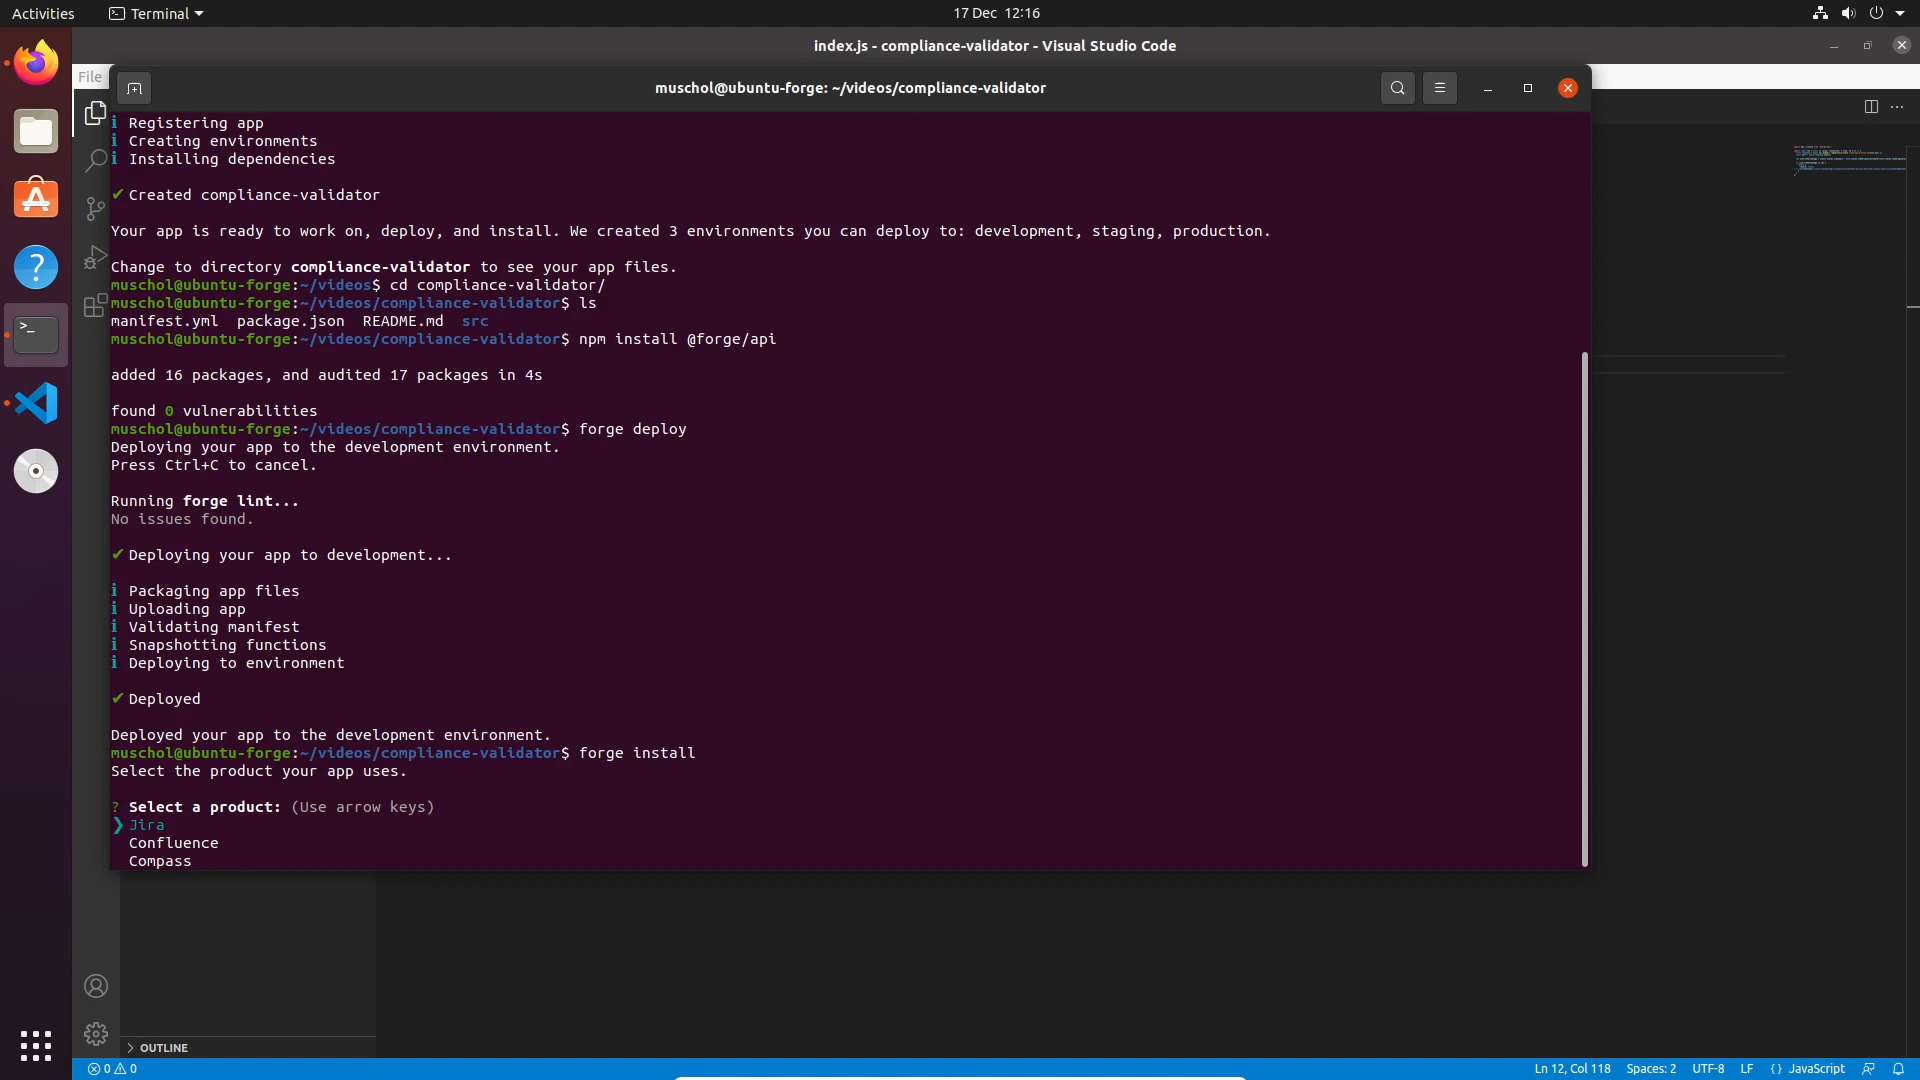 Activities
Terminal
17 Dec 12:16
index.js - compliance-validator - Visual Studio Code
File
muschol@ubuntu-forge: ~/videos/compliance-validator
i Registering app
i Creating environments
i Installing dependencies
✔ Created compliance-validator
Your app is ready to work on, deploy, and install. We created 3 environments you can deploy to: development, staging, production.
Change to directory compliance-validator to see your app files.
muschol@ubuntu-forge:~/videos$ cd compliance-validator/
muschol@ubuntu-forge:~/videos/compliance-validator$ ls
manifest.yml package.json README.md src
muschol@ubuntu-forge:~/videos/compliance-validator$ npm install @forge/api
added 16 packages, and audited 17 packages in 4s
found 0 vulnerabilities
muschol@ubuntu-forge:~/videos/compliance-validator$ forge deploy
Deploying your app to the development environment.
Press Ctrl+C to cancel.
Running forge lint...
No issues found.
✔ Deploying your app to development...
i Packaging app files
i Uploading app
i Validating manifest
i Snapshotting functions
i Deploying to environment
✔ Deployed
Deployed your app to the development environment.
muschol@ubuntu-forge:~/videos/compliance-validator$ forge install
Select the product your app uses.
? Select a product: (Use arrow keys)
❯ Jira
Confluence
Compass
OUTLINE
0 0
Ln 12, Col 118 Spaces: 2 UTF-8 LF {} JavaScript